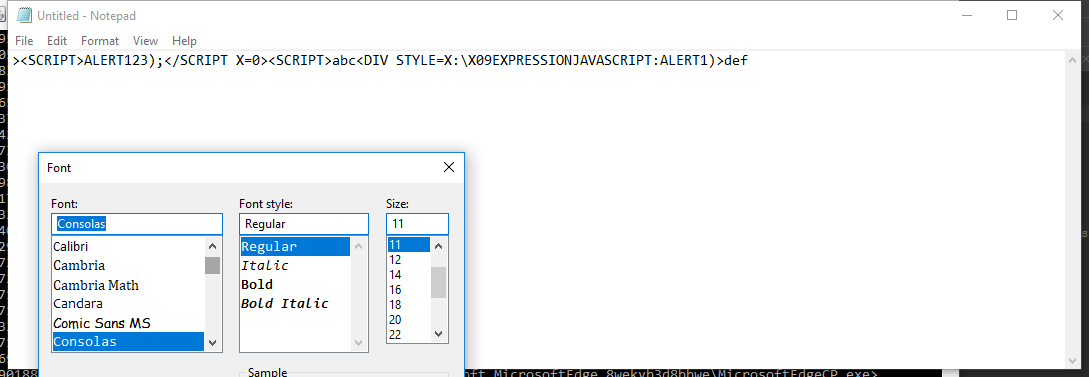 Untitled - Notepad
File Edit Format View Help
><SCRIPT>ALERT123);</SCRIPT X=0><SCRIPT>abc<DIV STYLE=X:\X09EXPRESSIONJAVASCRIPT:ALERT1)>def
Font
Font: Font style: Size:
Consolas Regular 11
Calibri Regular 11
Cambria Italic 12
Cambria Math Bold 14
Candara Bold Italic 16
Comic Sans MS 18
Consolas 20
22
Sample
90188 soft.MicrosoftEdge_8wekyb3d8bbwe\MicrosoftEdgeCP.exe>